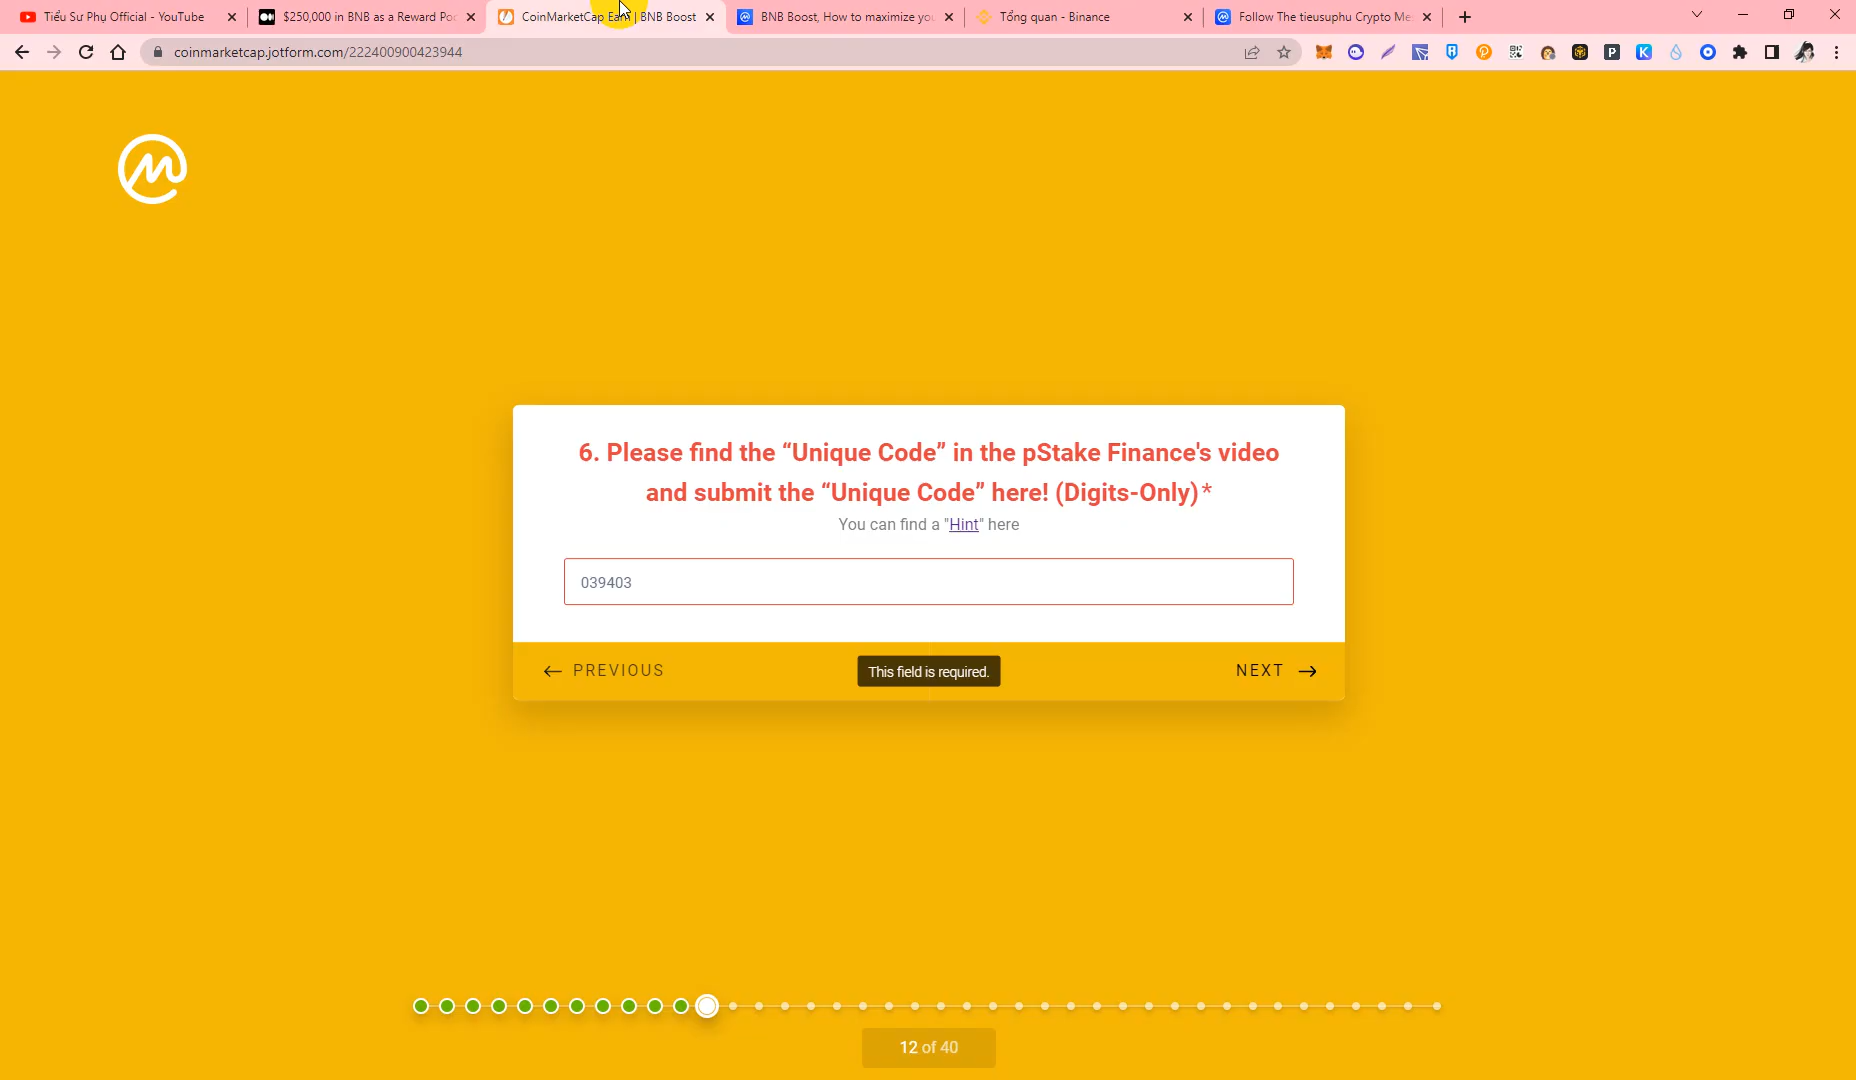 Tiểu Sư Phụ Official - YouTube
$250,000 in BNB as a Reward Poo
CoinMarketCap Earn | BNB Boost
BNB Boost, How to maximize you
Tổng quan - Binance
Follow The tieusuphu Crypto Me
coinmarketcap.jotform.com/222400900423944
6. Please find the “Unique Code” in the pStake Finance's video
and submit the “Unique Code” here! (Digits-Only)*
You can find a "Hint" here
039403
PREVIOUS
This field is required.
NEXT
12 of 40